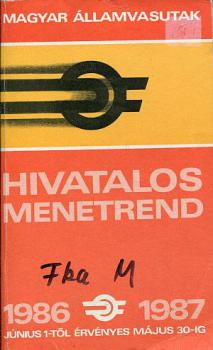 MAGYAR ÁLLAMVASUTAK
HIVATALOS
MENETREND
Fka M
1986 1987
JÚNIUS 1-TŐL ÉRVÉNYES MÁJUS 30-IG